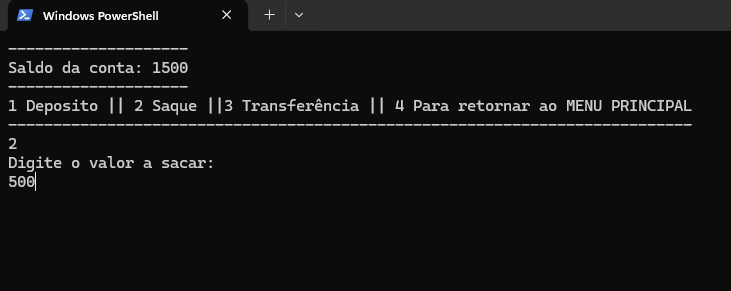 Windows PowerShell
--------------------
Saldo da conta: 1500
--------------------
1 Deposito || 2 Saque ||3 Transferência || 4 Para retornar ao MENU PRINCIPAL
----------------------------------------------------------------------------
2
Digite o valor a sacar:
500